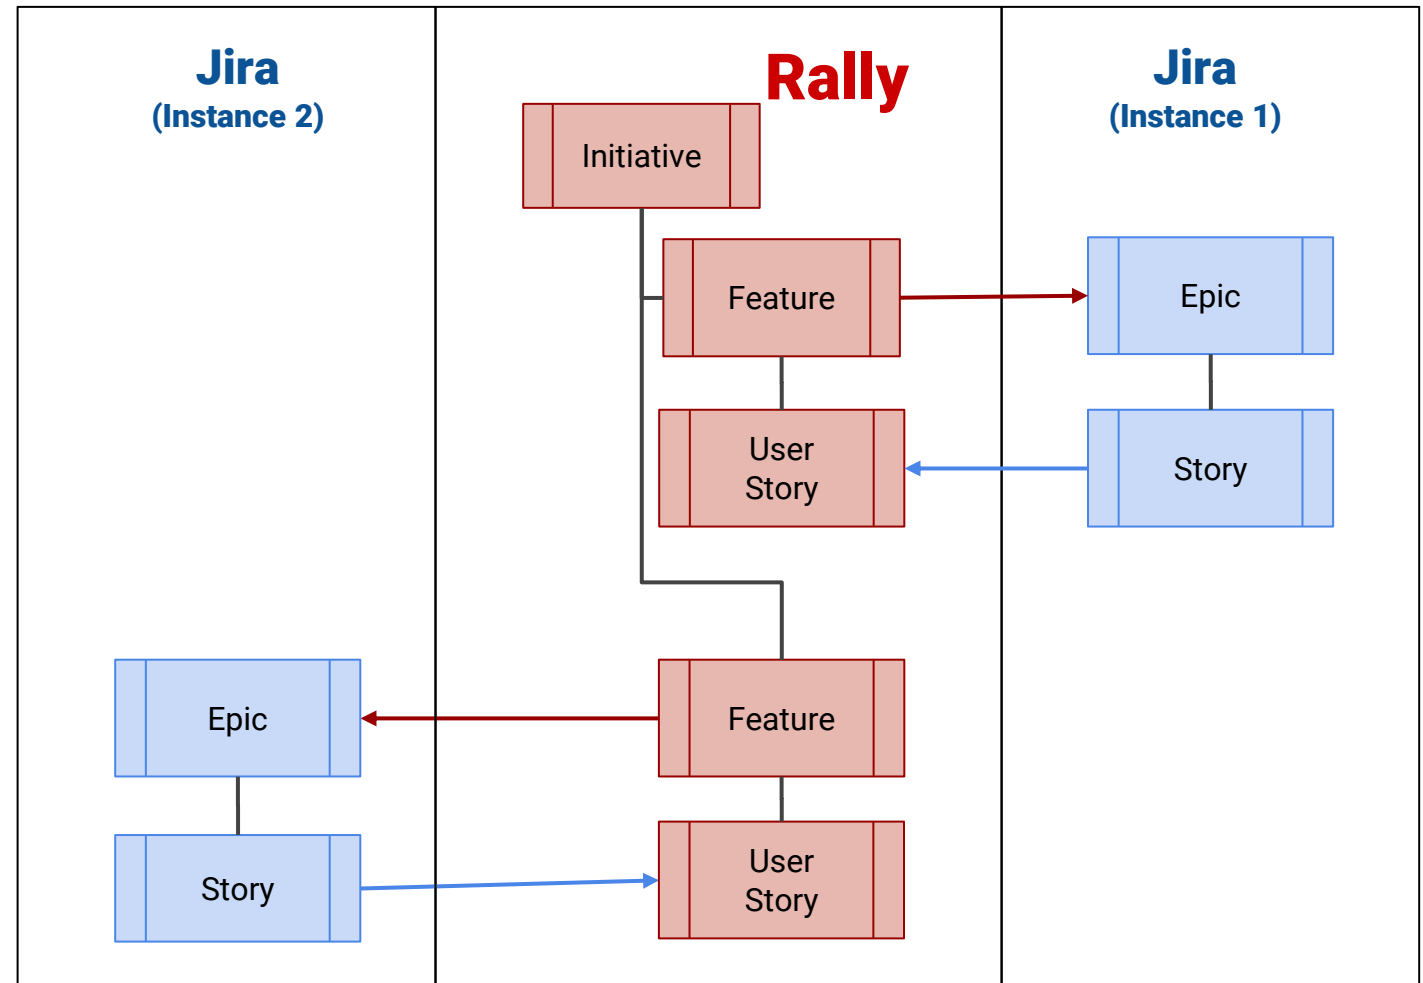 Jira
(Instance 2)
Rally
Jira
(Instance 1)
Initiative
Feature
Epic
User
Story
Story
Epic
Feature
Story
User
Story